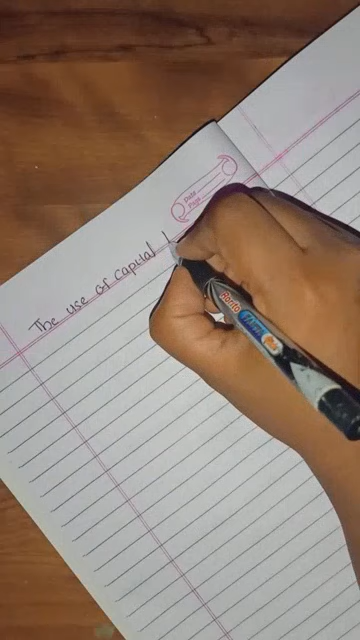 Date
Page
The use of capital l
Rorito